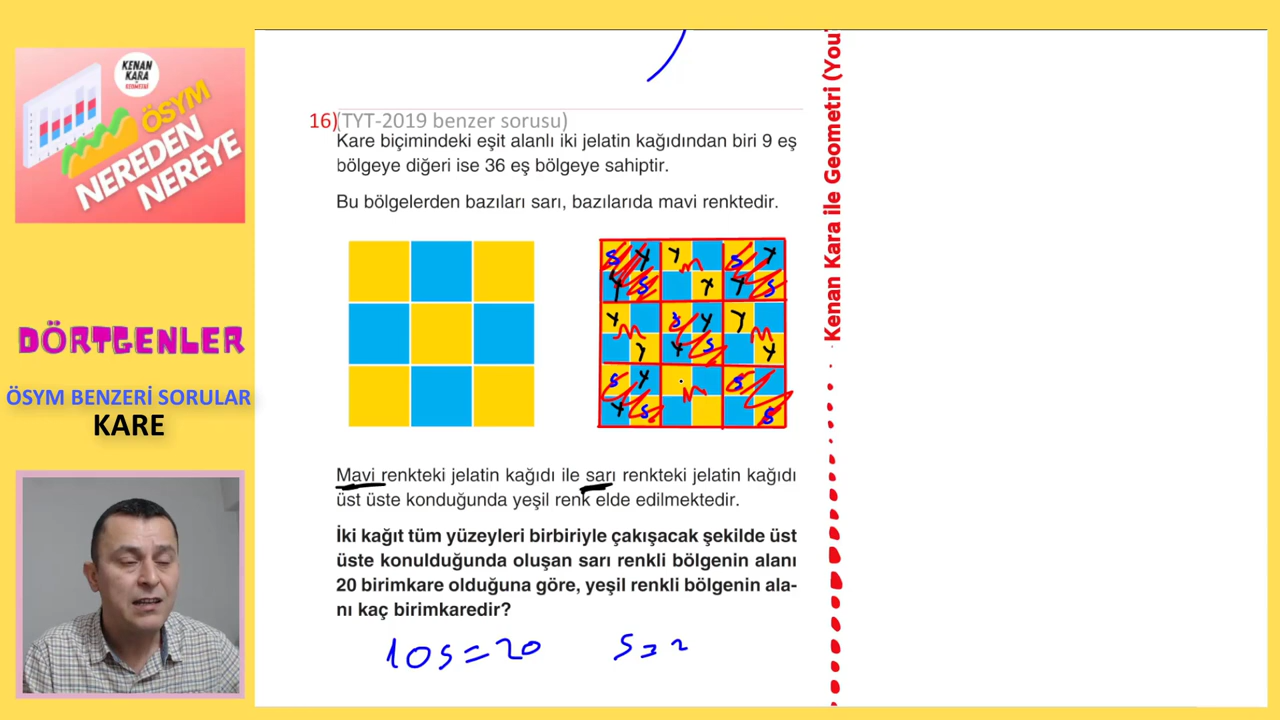 KENAN
KARA
ile
GEOMETRİ
ÖSYM
NEREDEN
NEREYE
DÖRTGENLER
ÖSYM BENZERİ SORULAR
KARE
16)(TYT-2019 benzer sorusu)
Kare biçimindeki eşit alanlı iki jelatin kağıdından biri 9 eş
bölgeye diğeri ise 36 eş bölgeye sahiptir.
Bu bölgelerden bazıları sarı, bazılarıda mavi renktedir.
S Y Y S Y
m
Y S Y Y S
Y S Y Y
m m
Y Y S Y
S Y S
m
Y S S
Mavi renkteki jelatin kağıdı ile sarı renkteki jelatin kağıdı
üst üste konduğunda yeşil renk elde edilmektedir.
İki kağıt tüm yüzeyleri birbiriyle çakışacak şekilde üst
üste konulduğunda oluşan sarı renkli bölgenin alanı
20 birimkare olduğuna göre, yeşil renkli bölgenin ala-
nı kaç birimkaredir?
10S=20 S=2
Kenan Kara ile Geometri (You